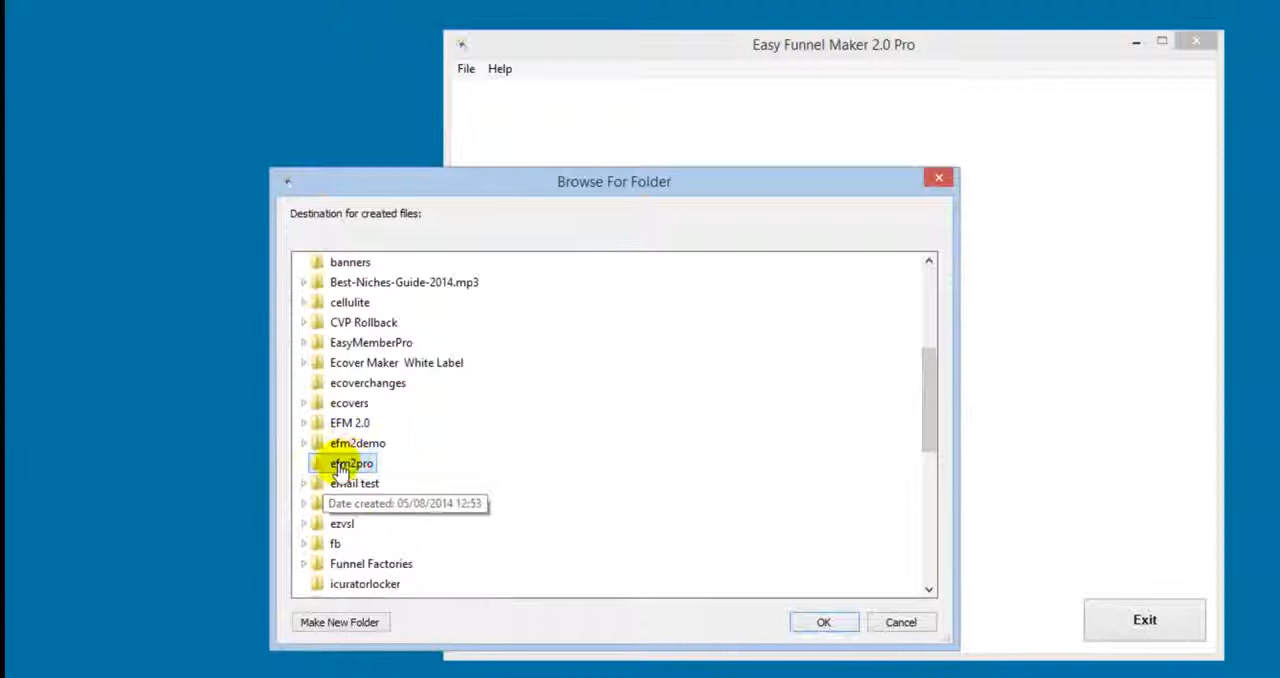 Easy Funnel Maker 2.0 Pro
File Help
Browse For Folder
Destination for created files:
banners
Best-Niches-Guide-2014.mp3
cellulite
CVP Rollback
EasyMemberPro
Ecover Maker White Label
ecoverchanges
ecovers
EFM 2.0
efm2demo
efm2pro
email test
Date created: 05/08/2014 12:53
ezvsl
fb
Funnel Factories
icuratorlocker
Make New Folder
OK
Cancel
Exit